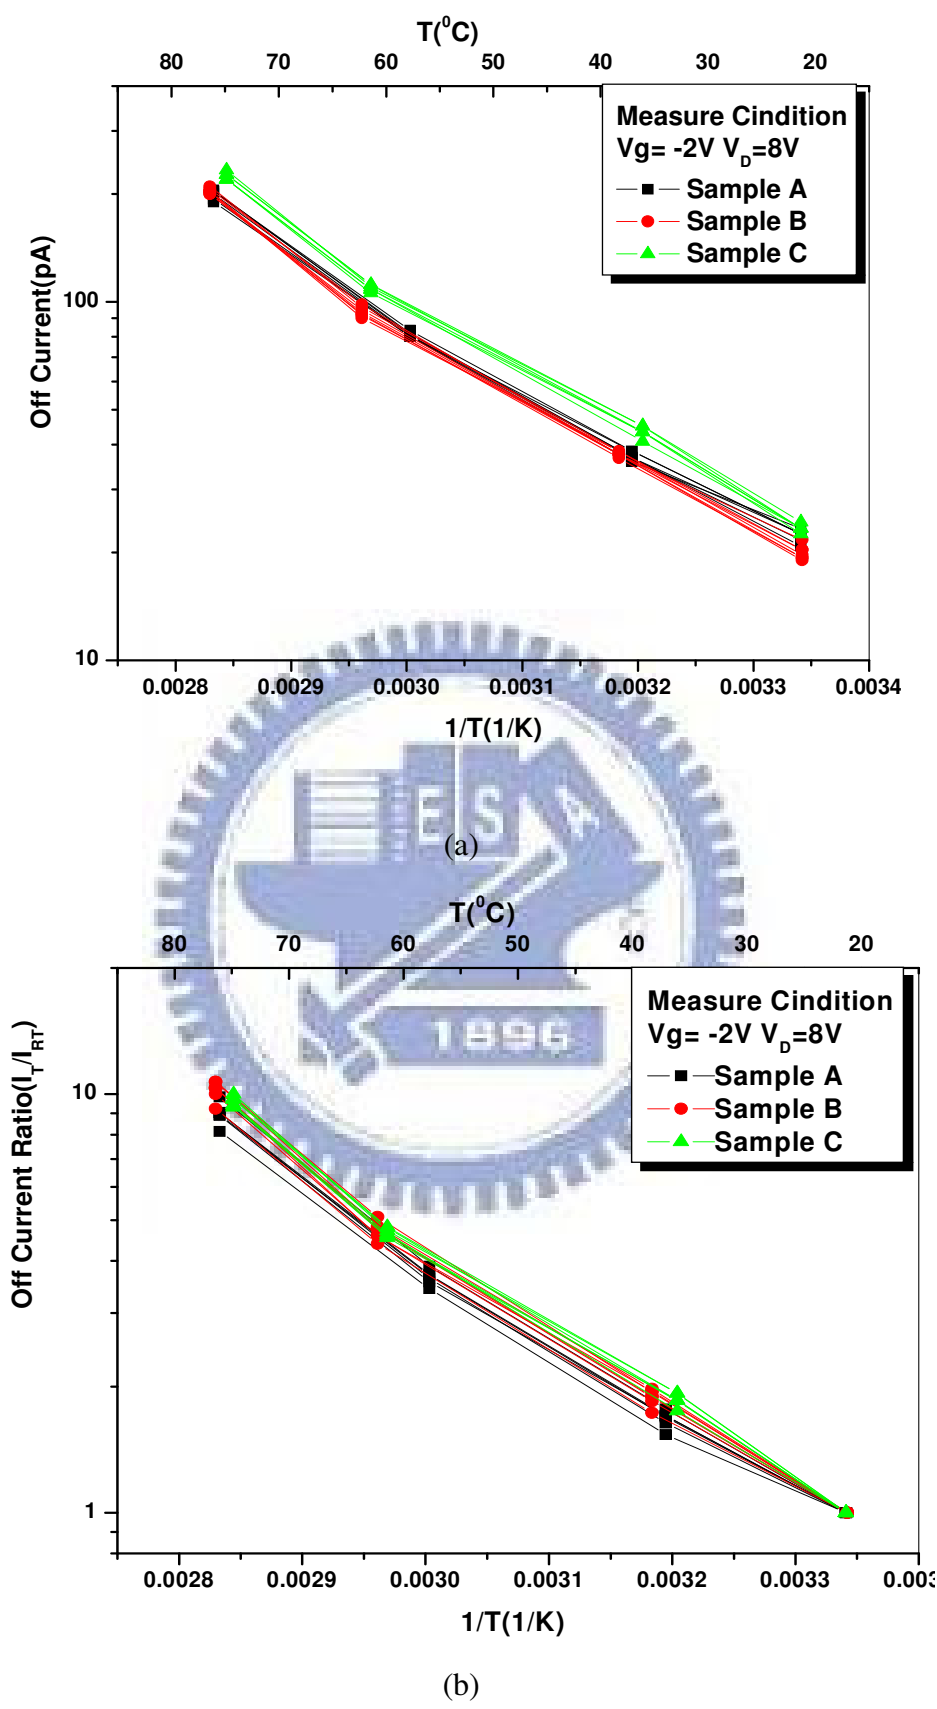 T(⁰C)
80 70 60 50 40 30 20
Measure Cindition
Vg= -2V V_D=8V
Sample A
Sample B
Sample C
Off Current(pA)
100
10
0.0028 0.0029 0.0030 0.0031 0.0032 0.0033 0.0034
1/T(1/K)
E S
A
(a)
T(⁰C)
80 70 60 50 40 30 20
Measure Cindition
Vg= -2V V_D=8V
Sample A
Sample B
Sample C
1896
Off Current Ratio(I_T/I_RT)
10
1
0.0028 0.0029 0.0030 0.0031 0.0032 0.0033
1/T(1/K)
(b)